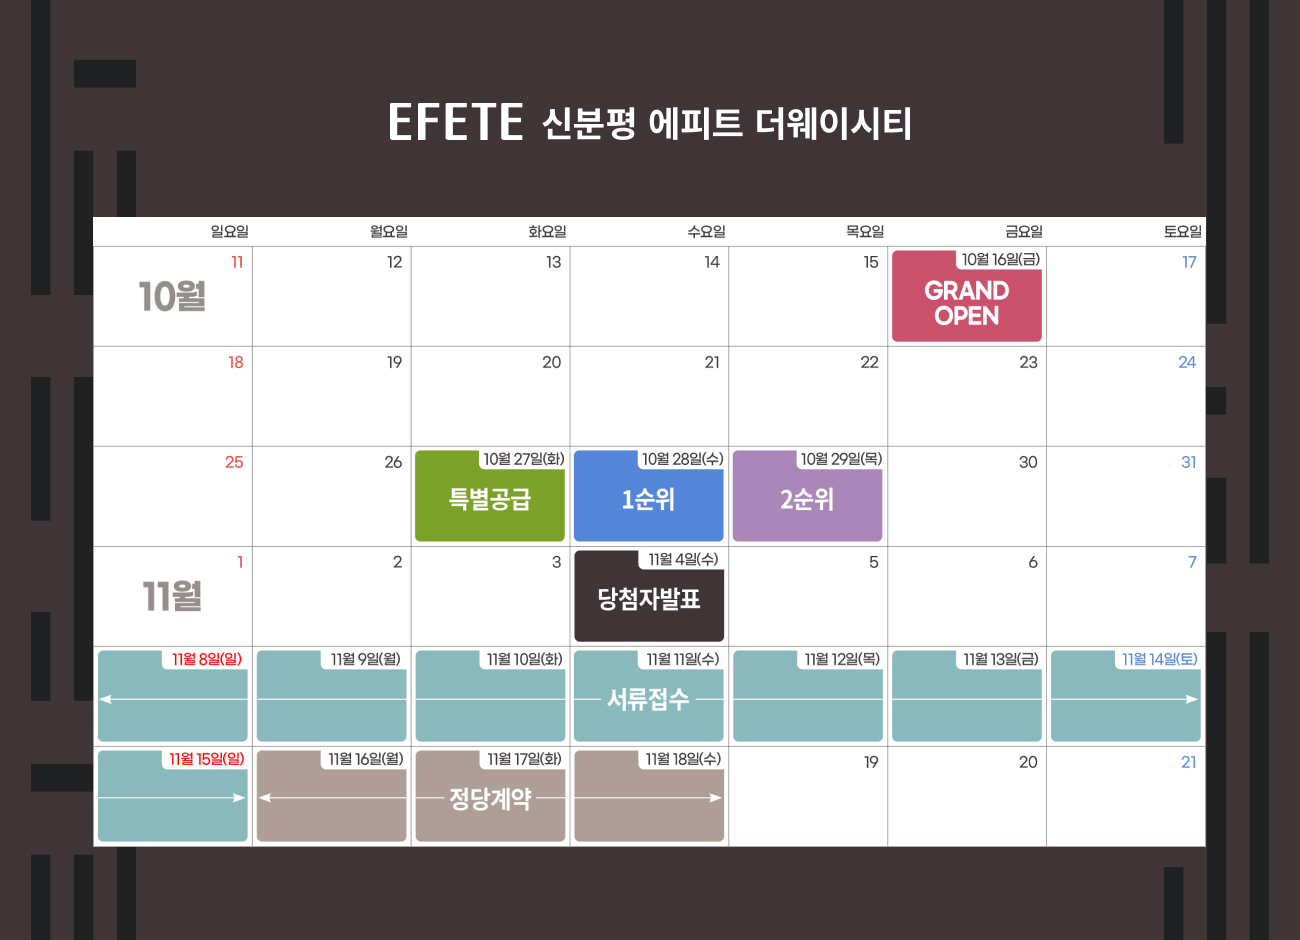 EFETE 신분평 에피트 더웨이시티
일요일 월요일 화요일 수요일 목요일 금요일 토요일
11 12 13 14 15 10월 16일(금) 17
10월 GRAND
OPEN
18 19 20 21 22 23 24
25 26 10월 27일(화) 10월 28일(수) 10월 29일(목) 30 31
특별공급 1순위 2순위
1 2 3 11월 4일(수) 5 6 7
11월 당첨자발표
11월 8일(일) 11월 9일(월) 11월 10일(화) 11월 11일(수) 11월 12일(목) 11월 13일(금) 11월 14일(토)
서류접수
11월 15일(일) 11월 16일(월) 11월 17일(화) 11월 18일(수) 19 20 21
정당계약